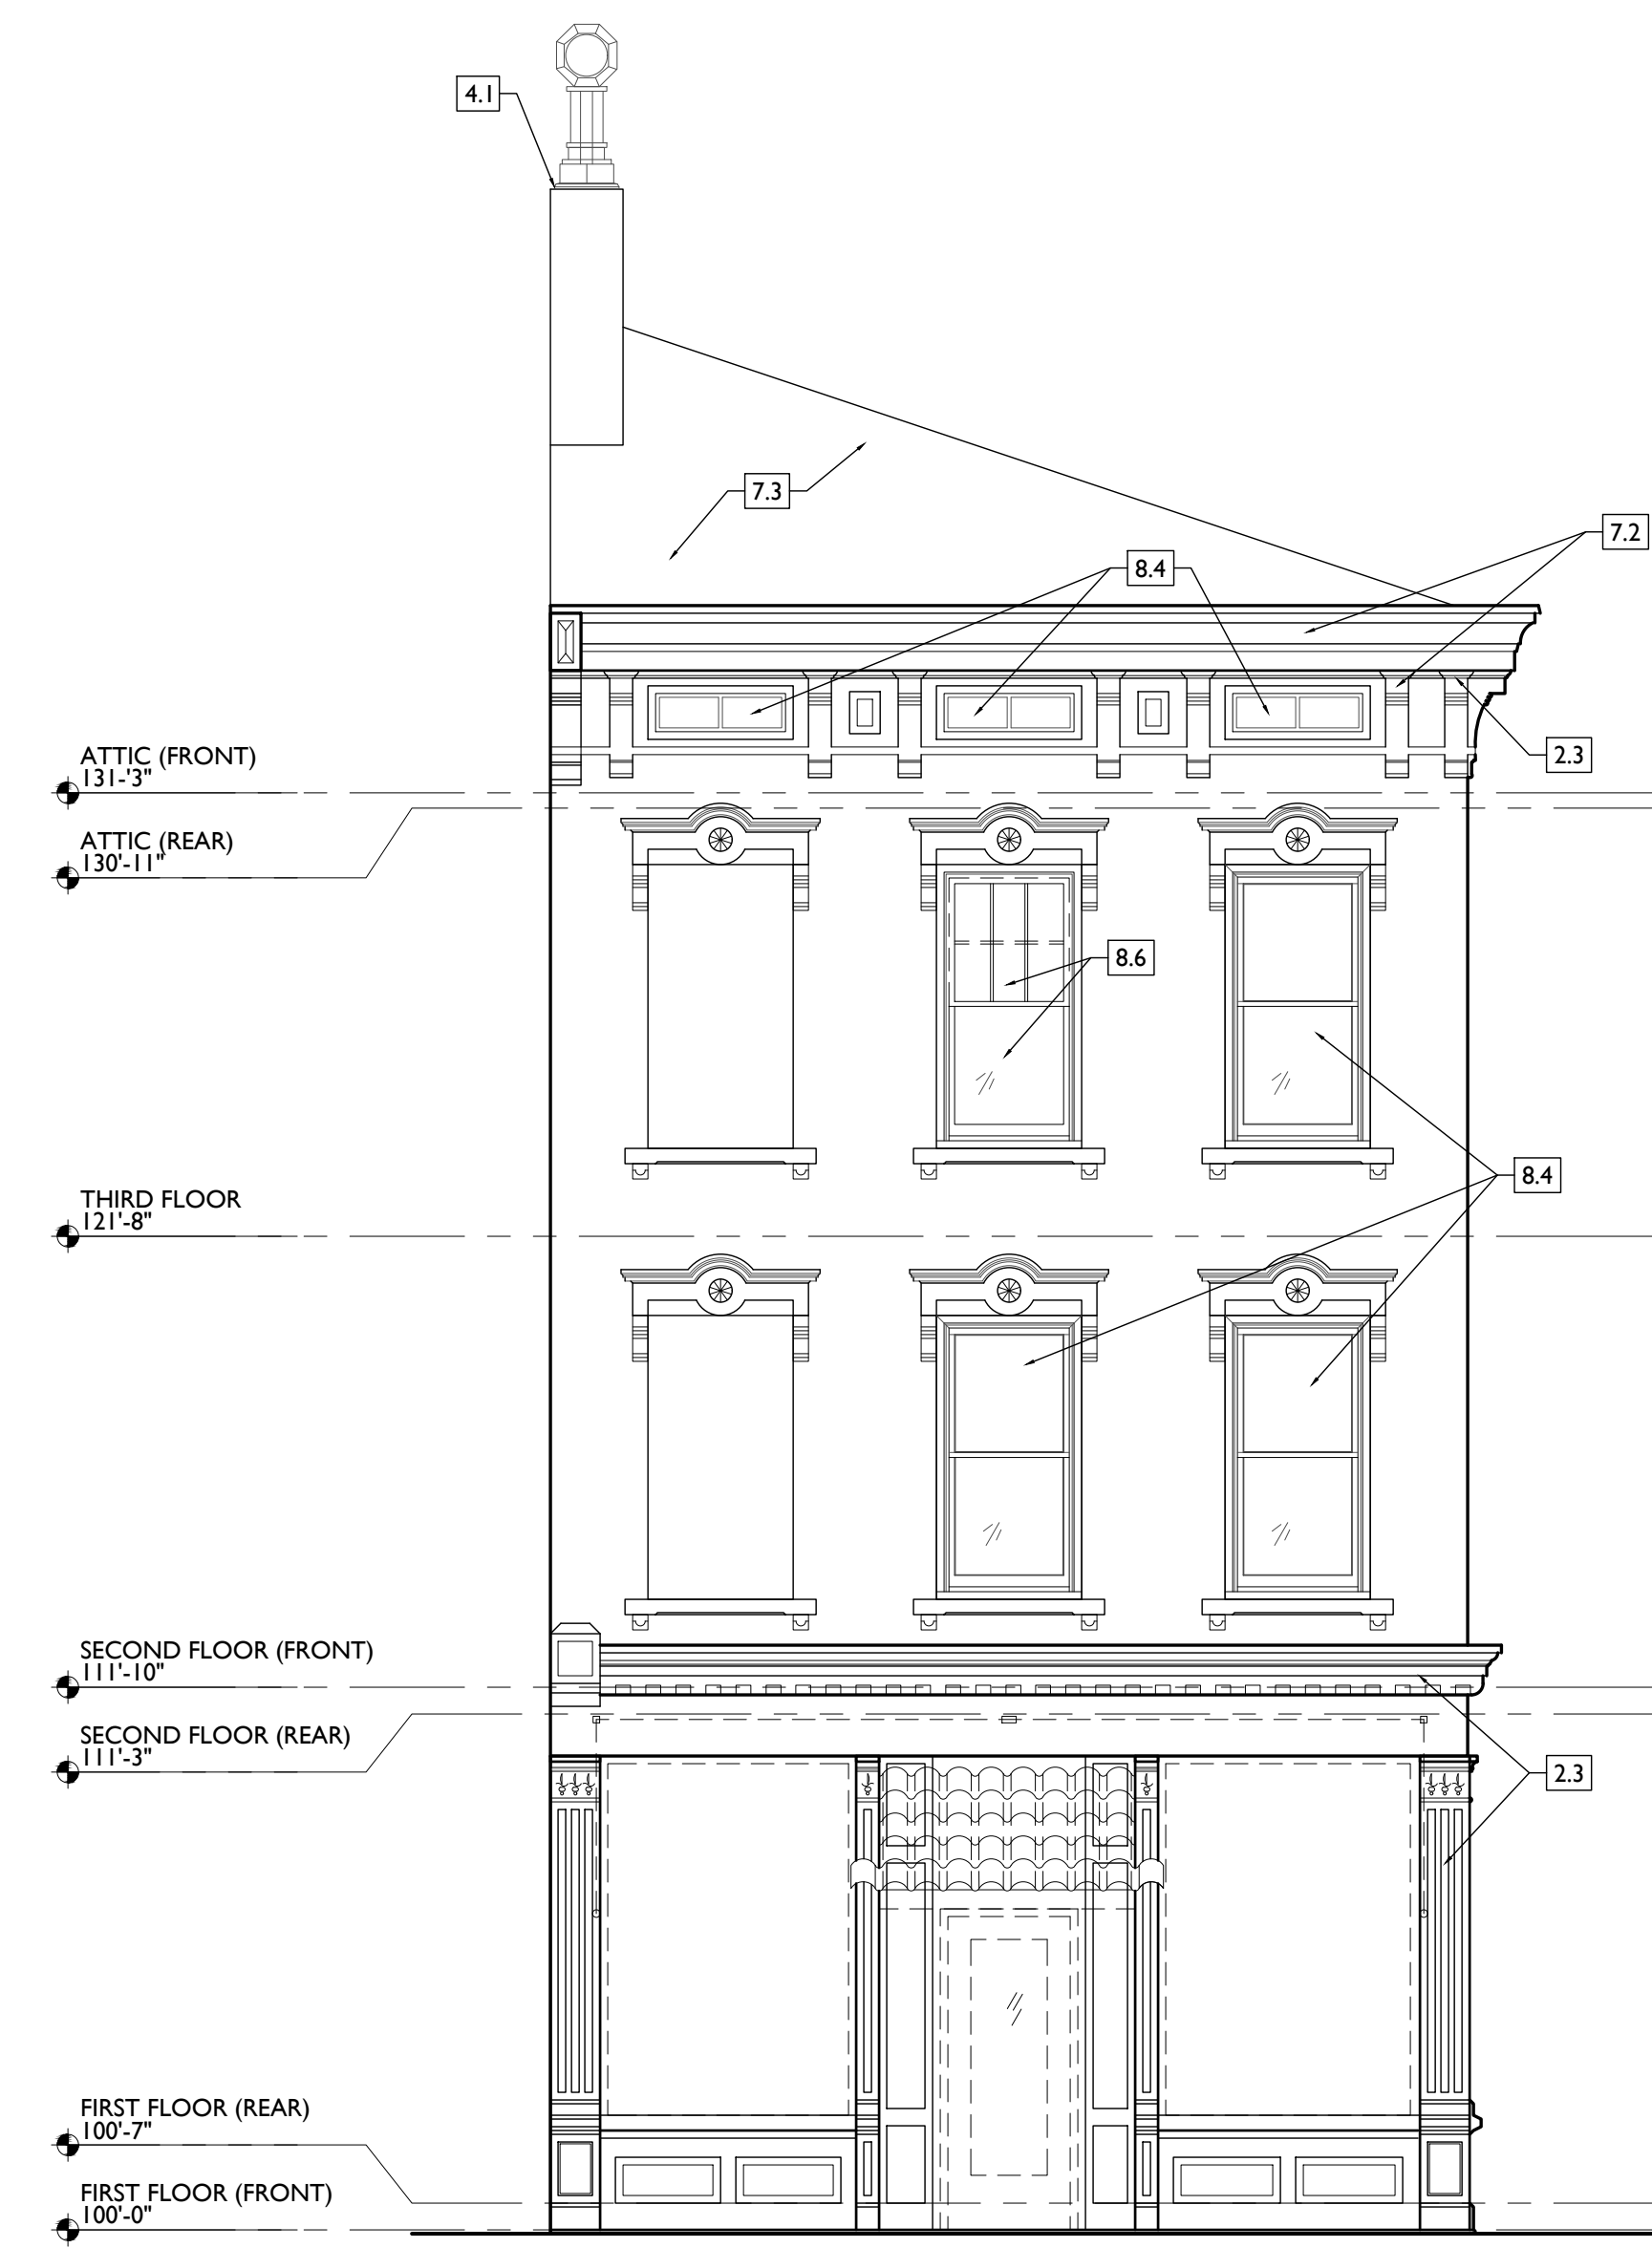 4.1
7.3
7.2
8.4
2.3
ATTIC (FRONT)
131-'3"
ATTIC (REAR)
130'-11"
8.6
8.4
THIRD FLOOR
121'-8"
SECOND FLOOR (FRONT)
111'-10"
SECOND FLOOR (REAR)
111'-3"
2.3
FIRST FLOOR (REAR)
100'-7"
FIRST FLOOR (FRONT)
100'-0"